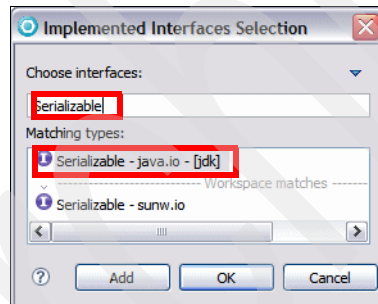 Implemented Interfaces Selection
Choose interfaces:
Serializable
Matching types:
Serializable - java.io - [jdk]
Workspace matches
Serializable - sunw.io
Add OK Cancel